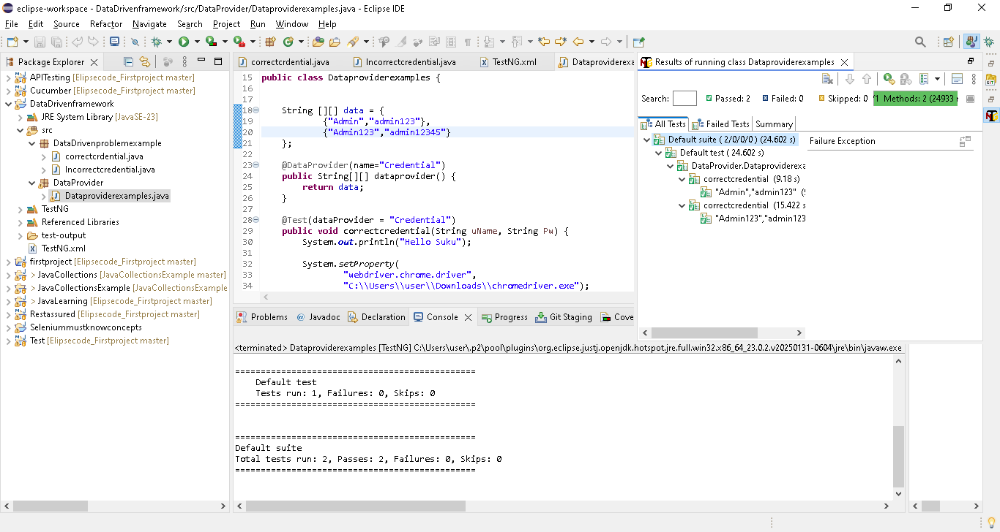 eclipse-workspace - DataDrivenframework/src/DataProvider/Dataproviderexamples.java - Eclipse IDE
File Edit Source Refactor Navigate Search Project Run Window Help
Package Explorer
APITesting [Elipsecode_Firstproject master]
Cucumber [Elipsecode_Firstproject master]
DataDrivenframework
JRE System Library [JavaSE-23]
src
DataDrivenproblemexample
correctcrdential.java
Incorrectcredential.java
DataProvider
Dataproviderexamples.java
TestNG
Referenced Libraries
test-output
TestNG.xml
firstproject [Elipsecode_Firstproject master]
> JavaCollections [JavaCollectionsExample master]
> JavaCollectionsExample [JavaCollectionsExample
> JavaLearning [Elipsecode_Firstproject master]
Restassured [Elipsecode_Firstproject master]
Seleniummustknowconcepts
Test [Elipsecode_Firstproject master]
correctcrdential.java Incorrectcredential.java TestNG.xml Dataproviderexa
15 public class Dataproviderexamples {
16
17
18 String [][] data = {
19 {"Admin","admin123"},
20 {"Admin123","admin12345"}
21 };
22
23 @DataProvider(name="Credential")
24 public String[][] dataprovider() {
25 return data;
26 }
27
28 @Test(dataProvider = "Credential")
29 public void correctcredential(String uName, String Pw) {
30 System.out.println("Hello Suku");
31
32 System.setProperty(
33 "webdriver.chrome.driver",
34 "C:\\Users\\user\\Downloads\\chromedriver.exe");
Results of running class Dataproviderexamples
Search: Passed: 2 Failed: 0 Skipped: 0 /1 Methods: 2 (24933
All Tests Failed Tests Summary
Default suite ( 2/0/0/0 ) (24.602 s)
Default test ( 24.602 s)
DataProvider.Dataproviderexa
correctcredential (9.18 s)
"Admin","admin123" (
correctcredential (15.422 s
"Admin123","admin123
Failure Exception
Problems @ Javadoc Declaration Console Progress Git Staging Cove
<terminated> Dataproviderexamples [TestNG] C:\Users\user\.p2\pool\plugins\org.eclipse.justj.openjdk.hotspot.jre.full.win32.x86_64_23.0.2.v20250131-0604\jre\bin\javaw.exe
===============================================
Default test
Tests run: 1, Failures: 0, Skips: 0
===============================================
===============================================
Default suite
Total tests run: 2, Passes: 2, Failures: 0, Skips: 0
===============================================